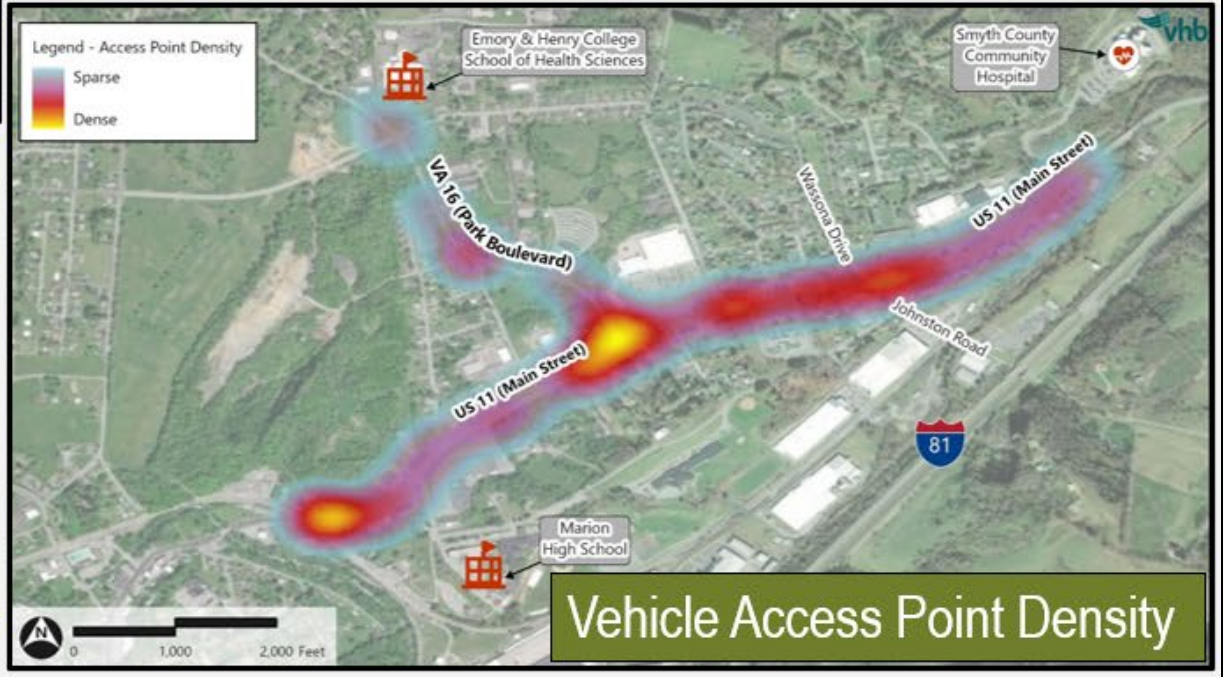 Legend - Access Point Density
Sparse
Dense
Emory & Henry College
School of Health Sciences
Smyth County
Community
Hospital
vhb
VA 16 (Park Boulevard)
Wassona Drive
US 11 (Main Street)
Johnston Road
US 11 (Main Street)
81
Marion
High School
N
0 1,000 2,000 Feet
Vehicle Access Point Density